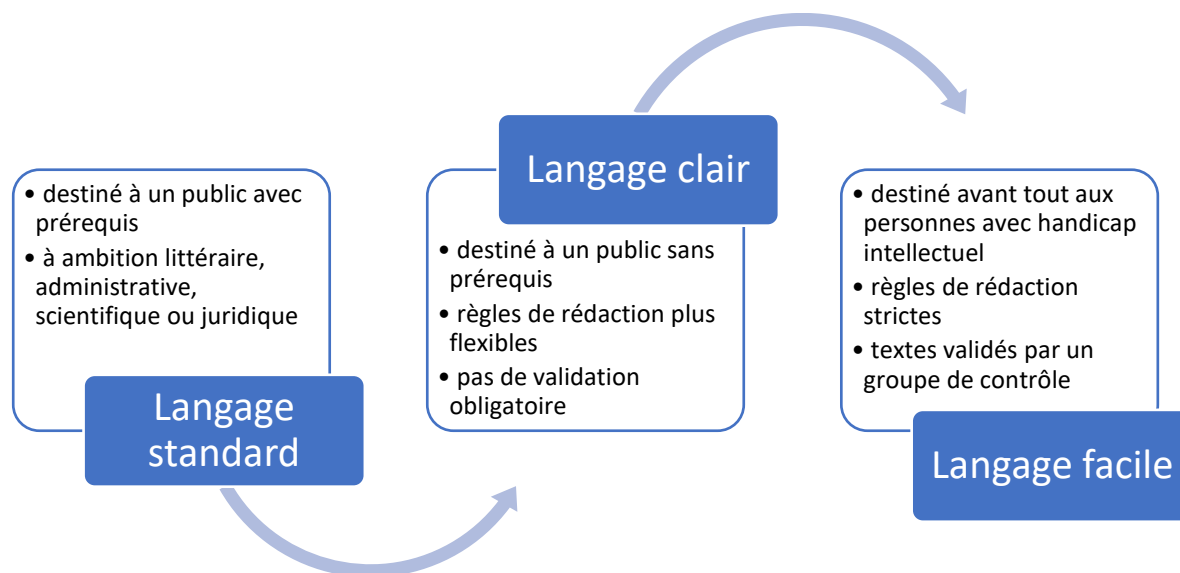 • destiné à un public avec
prérequis
• à ambition littéraire,
administrative,
scientifique ou juridique
Langage
standard
Langage clair
• destiné à un public sans
prérequis
• règles de rédaction plus
flexibles
• pas de validation
obligatoire
• destiné avant tout aux
personnes avec handicap
intellectuel
• règles de rédaction
strictes
• textes validés par un
groupe de contrôle
Langage facile